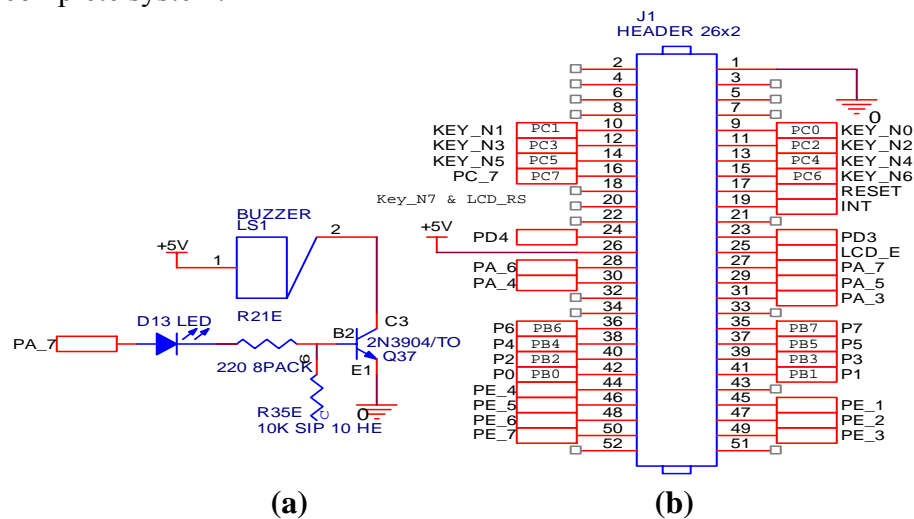 complete system.
J1
HEADER 26x2
2 1
4 3
6 5
8 7
0
KEY_N1 PC1 10 9 PC0 KEY_N0
KEY_N3 PC3 12 11 PC2 KEY_N2
KEY_N5 PC5 14 13 PC4 KEY_N4
PC_7 PC7 16 15 PC6 KEY_N6
18 17 RESET
Key_N7 & LCD_RS 20 19 INT
22 21
PD4 24 23 PD3
+5V 26 25 LCD_E
PA_6 28 27 PA_7
PA_4 30 29 PA_5
32 31 PA_3
34 33
P6 PB6 36 35 PB7 P7
P4 PB4 38 37 PB5 P5
P2 PB2 40 39 PB3 P3
P0 PB0 42 41 PB1 P1
PE_4 44 43
PE_5 46 45 PE_1
PE_6 48 47 PE_2
PE_7 50 49 PE_3
52 51
BUZZER
LS1
+5V
1
2
R21E
D13 LED
PA_7
220 8PACK
6
B2
C3
2N3904/TO
Q37
E1
0
R35E
10K SIP 10 HE
(a) (b)